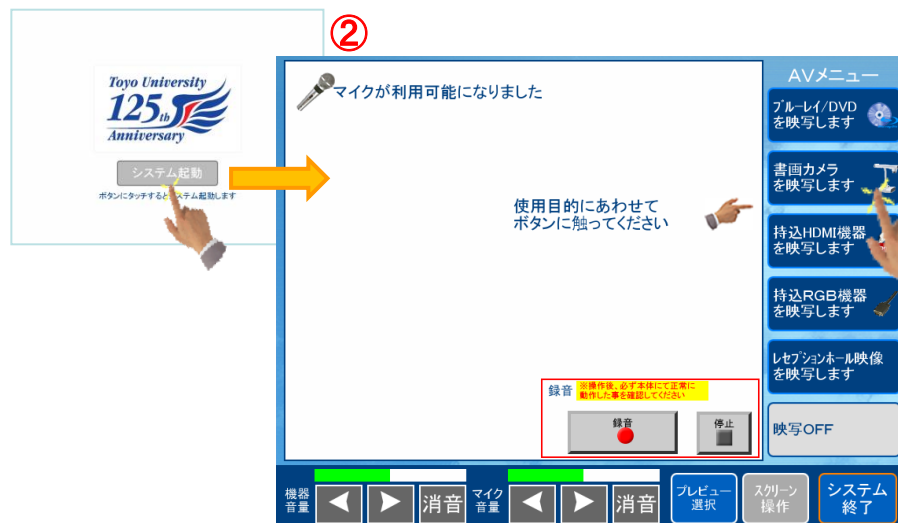 ②
Toyo University
125th
Anniversary
システム起動
ボタンにタッチするとシステム起動します
マイクが利用可能になりました
使用目的にあわせて
ボタンに触ってください
録音
※操作後、必ず本体にて正常に
動作した事を確認してください
録音
停止
AVメニュー
ブルーレイ/DVD
を映写します
書画カメラ
を映写します
持込HDMI機器
を映写します
持込RGB機器
を映写します
レセプションホール映像
を映写します
映写OFF
機器
音量
消音
マイク
音量
消音
プレビュー
選択
スクリーン
操作
システム
終了